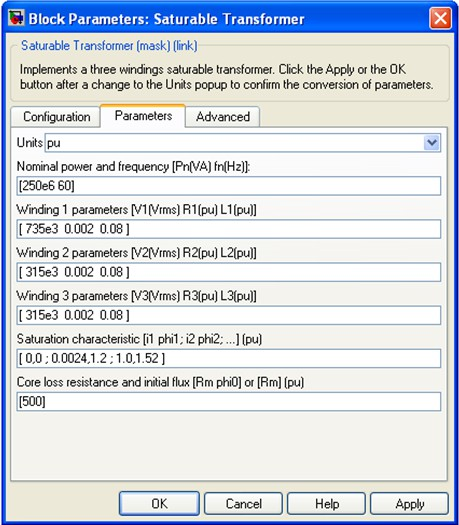 Block Parameters: Saturable Transformer
Saturable Transformer (mask) (link)
Implements a three windings saturable transformer. Click the Apply or the OK
button after a change to the Units popup to confirm the conversion of parameters.
Configuration Parameters Advanced
Units pu
Nominal power and frequency [Pn(VA) fn(Hz)]:
[250e6 60]
Winding 1 parameters [V1(Vrms) R1(pu) L1(pu)]
[ 735e3 0.002 0.08 ]
Winding 2 parameters [V2(Vrms) R2(pu) L2(pu)]
[ 315e3 0.002 0.08 ]
Winding 3 parameters [V3(Vrms) R3(pu) L3(pu)]
[ 315e3 0.002 0.08 ]
Saturation characteristic [i1 phi1; i2 phi2; ...] (pu)
[ 0,0 ; 0.0024,1.2 ; 1.0,1.52 ]
Core loss resistance and initial flux [Rm phi0] or [Rm] (pu)
[500]
OK Cancel Help Apply